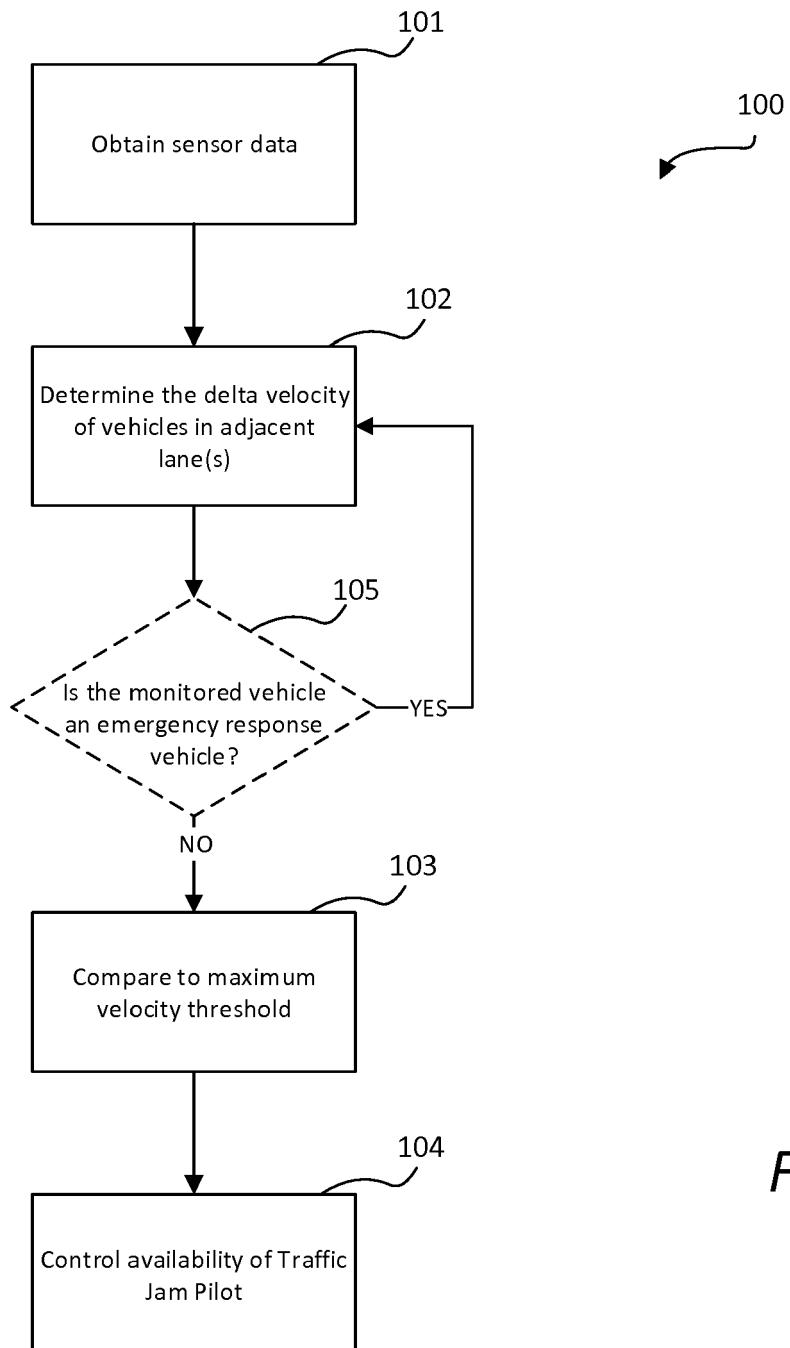 101
100
Obtain sensor data
102
Determine the delta velocity
of vehicles in adjacent
lane(s)
105
Is the monitored vehicle
an emergency response
vehicle?
YES
NO
103
Compare to maximum
velocity threshold
104
F
Control availability of Traffic
Jam Pilot